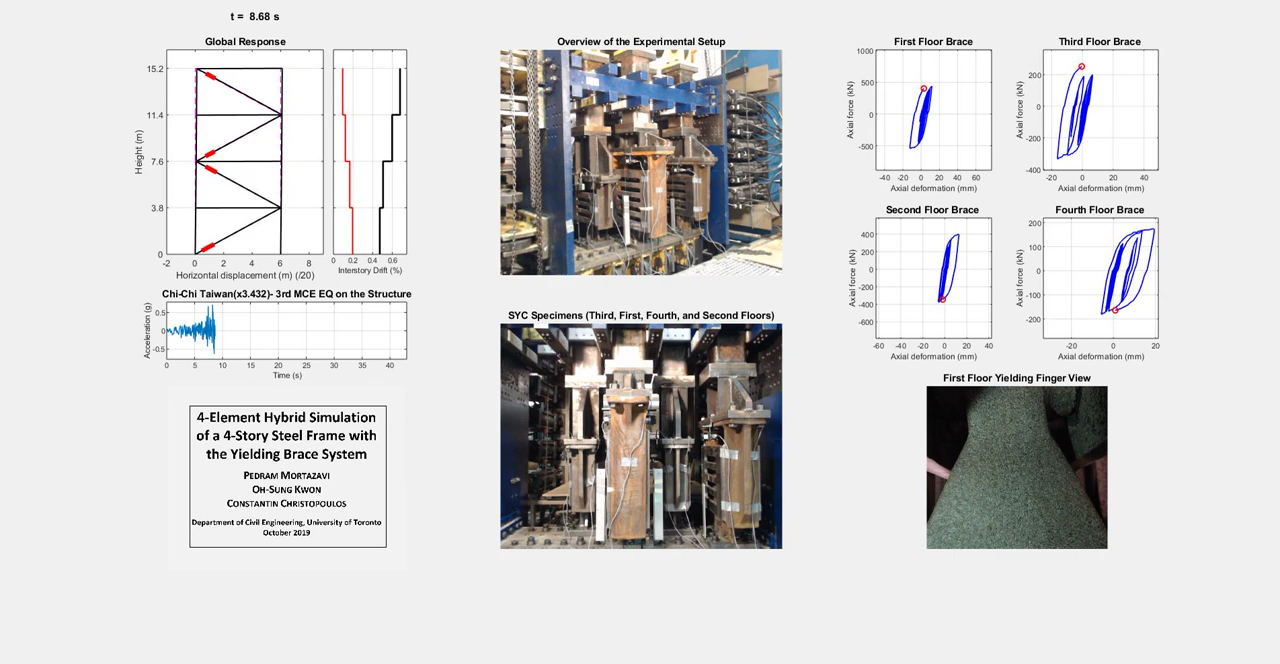 t = 8.68 s
Global Response
15.2
11.4
7.6
3.8
0
Height (m)
-2 0 2 4 6 8
Horizontal displacement (m) (/20)
0 0.2 0.4 0.6
Interstory Drift (%)
Chi-Chi Taiwan(x3.432)- 3rd MCE EQ on the Structure
0.5
0
-0.5
Acceleration (g)
0 5 10 15 20 25 30 35 40
Time (s)
4-Element Hybrid Simulation
of a 4-Story Steel Frame with
the Yielding Brace System
PEDRAM MORTAZAVI
OH-SUNG KWON
CONSTANTIN CHRISTOPOULOS
Department of Civil Engineering, University of Toronto
October 2019
Overview of the Experimental Setup
SYC Specimens (Third, First, Fourth, and Second Floors)
First Floor Brace
1000
500
0
-500
Axial force (kN)
-40 -20 0 20 40 60
Axial deformation (mm)
Third Floor Brace
200
0
-200
-400
Axial force (kN)
-20 0 20 40
Axial deformation (mm)
Second Floor Brace
400
200
0
-200
-400
-600
Axial force (kN)
-60 -40 -20 0 20 40
Axial deformation (mm)
Fourth Floor Brace
200
100
0
-100
-200
Axial force (kN)
-20 0 20
Axial deformation (mm)
First Floor Yielding Finger View